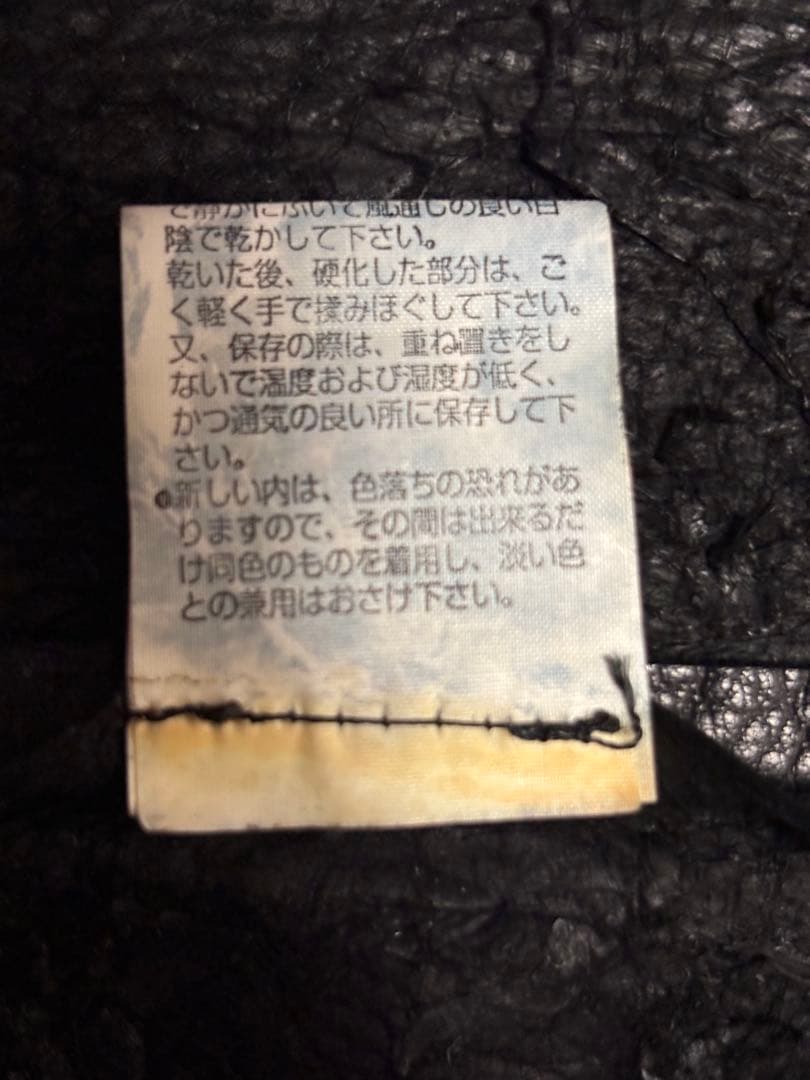 で静かにふいて風通しの良い日
陰で乾かして下さい。
乾いた後、硬化した部分は、ご
く軽く手で揉みほぐして下さい。
又、保存の際は、重ね置きをし
ないで温度および湿度が低く、
かつ通気の良い所に保存して下
さい。
●新しい内は、色落ちの恐れがあ
りますので、その間は出来るだ
け同色のものを着用し、淡い色
との兼用はおさけ下さい。